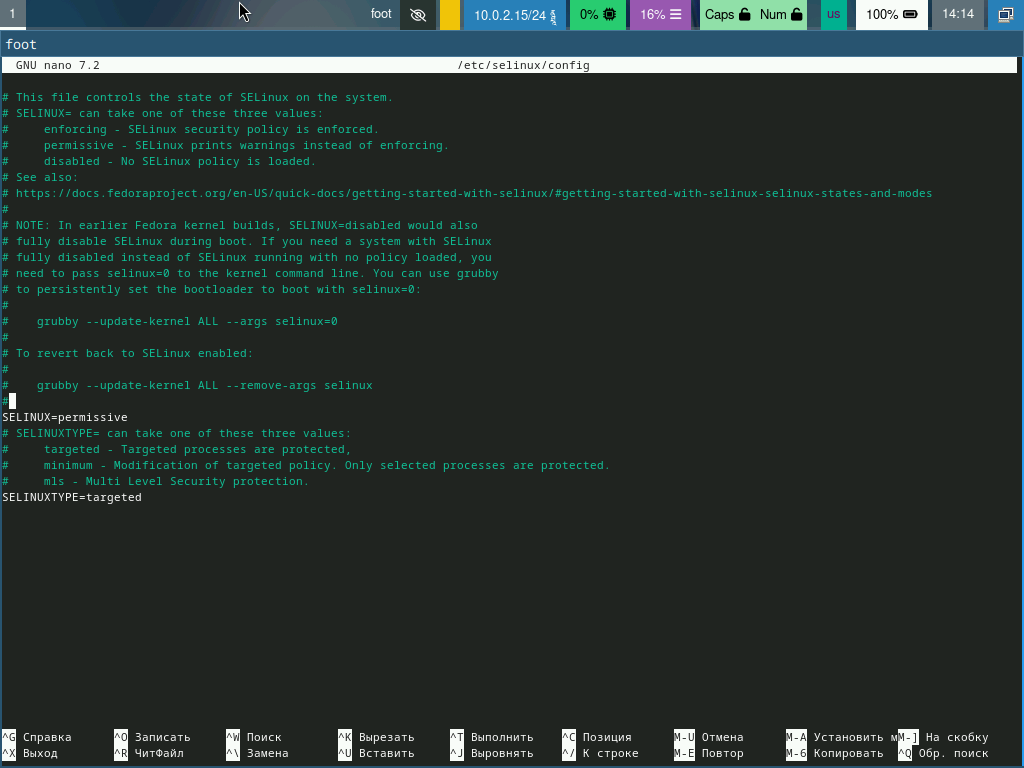 1 foot 10.0.2.15/24 0% 16% Caps Num us 100% 14:14
foot
GNU nano 7.2 /etc/selinux/config
# This file controls the state of SELinux on the system.
# SELINUX= can take one of these three values:
#     enforcing - SELinux security policy is enforced.
#     permissive - SELinux prints warnings instead of enforcing.
#     disabled - No SELinux policy is loaded.
# See also:
# https://docs.fedoraproject.org/en-US/quick-docs/getting-started-with-selinux/#getting-started-with-selinux-selinux-states-and-modes
#
# NOTE: In earlier Fedora kernel builds, SELINUX=disabled would also
# fully disable SELinux during boot. If you need a system with SELinux
# fully disabled instead of SELinux running with no policy loaded, you
# need to pass selinux=0 to the kernel command line. You can use grubby
# to persistently set the bootloader to boot with selinux=0:
#
#    grubby --update-kernel ALL --args selinux=0
#
# To revert back to SELinux enabled:
#
#    grubby --update-kernel ALL --remove-args selinux
#
SELINUX=permissive
# SELINUXTYPE= can take one of these three values:
#     targeted - Targeted processes are protected,
#     minimum - Modification of targeted policy. Only selected processes are protected.
#     mls - Multi Level Security protection.
SELINUXTYPE=targeted
^G Справка ^O Записать ^W Поиск ^K Вырезать ^T Выполнить ^C Позиция M-U Отмена M-A Установить мM-] На скобку
^X Выход ^R ЧитФайл ^\ Замена ^U Вставить ^J Выровнять ^/ К строке M-E Повтор M-6 Копировать ^Q Обр. поиск